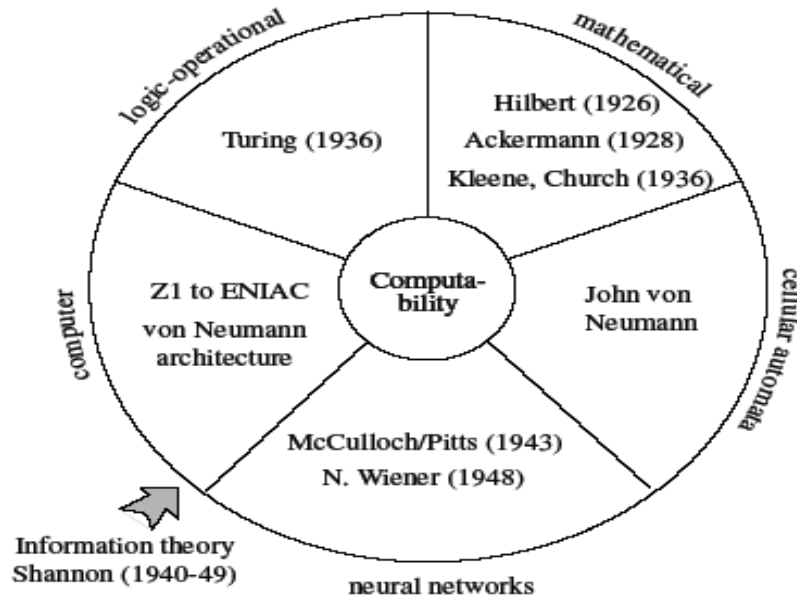 logic-operational
mathematical
Hilbert (1926)
Turing (1936)
Ackermann (1928)
Kleene, Church (1936)
Computa-
bility
Z1 to ENIAC
von Neumann
architecture
John von
Neumann
computer
cellular automata
McCulloch/Pitts (1943)
N. Wiener (1948)
Information theory
Shannon (1940-49)
neural networks